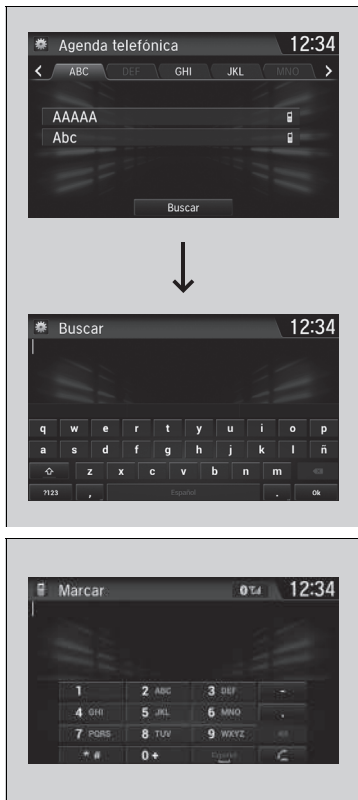 Agenda telefónica 12:34
< ABC DEF GHI JKL MNO >
AAAAA
Abc
Buscar
Buscar 12:34
q w e r t y u i o p
a s d f g h j k l ñ
z x c v b n m
?123 , Español . Ok
Marcar 12:34
1 2 ABC 3 DEF -
4 GHI 5 JKL 6 MNO .
7 PQRS 8 TUV 9 WXYZ
* # 0 + Español